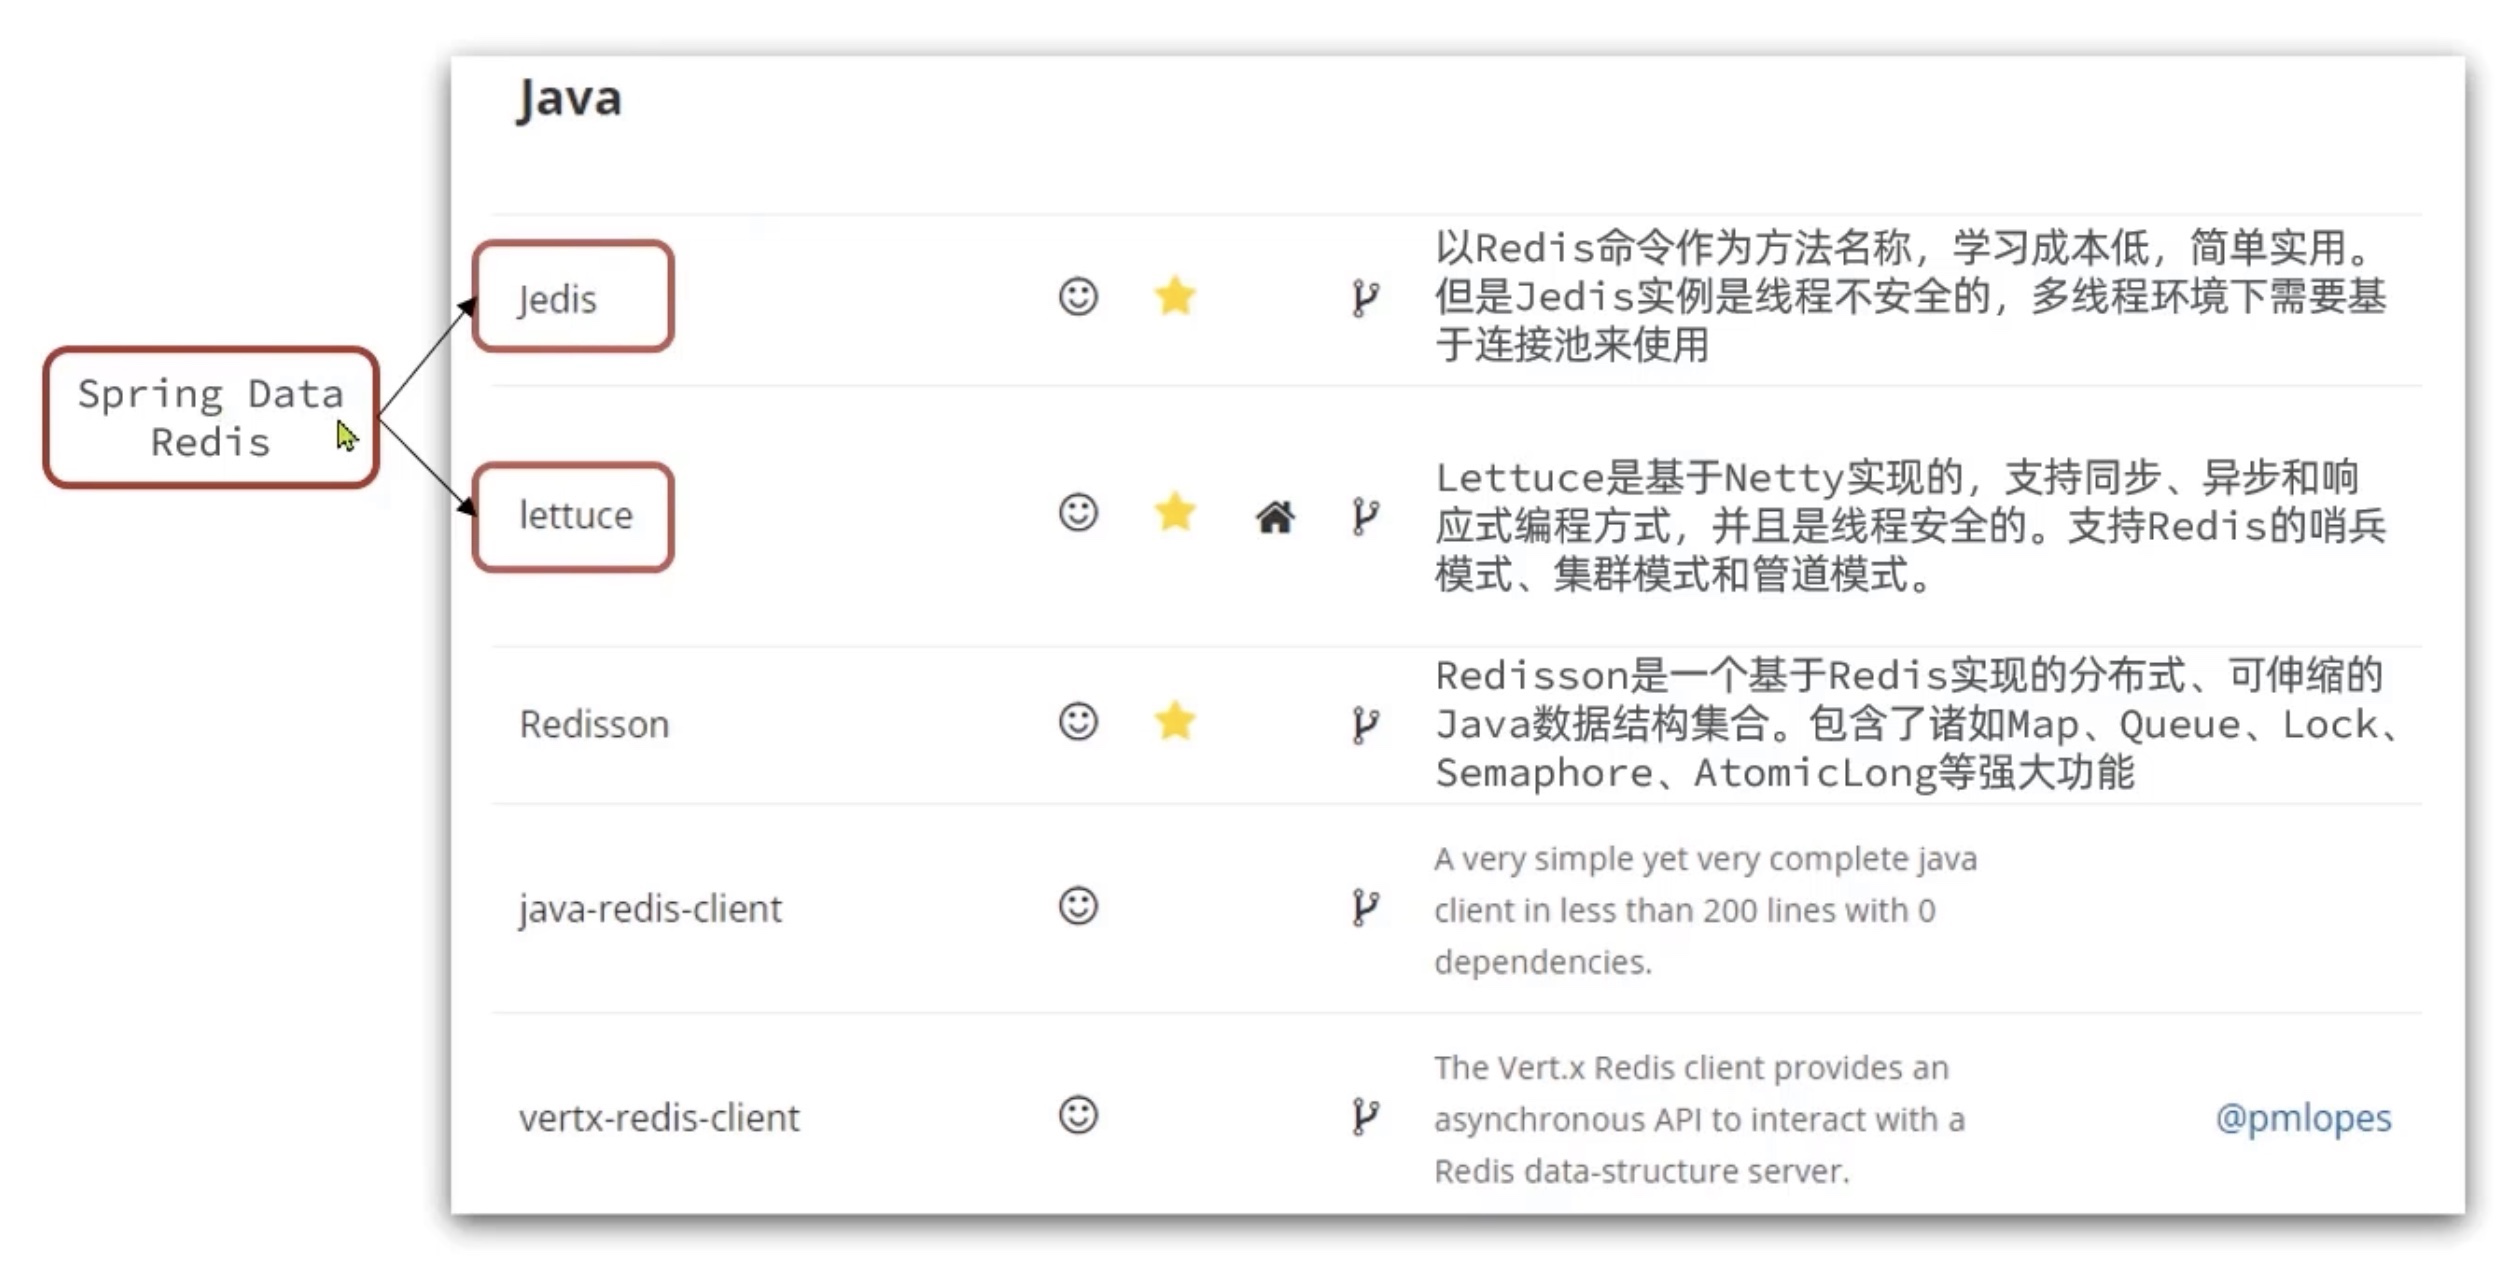 Java
Spring Data
Redis
Jedis
以Redis命令作为方法名称，学习成本低，简单实用。
但是Jedis实例是线程不安全的，多线程环境下需要基
于连接池来使用
lettuce
Lettuce是基于Netty实现的，支持同步、异步和响
应式编程方式，并且是线程安全的。支持Redis的哨兵
模式、集群模式和管道模式。
Redisson
Redisson是一个基于Redis实现的分布式、可伸缩的
Java数据结构集合。包含了诸如Map、Queue、Lock、
Semaphore、AtomicLong等强大功能
java-redis-client
A very simple yet very complete java
client in less than 200 lines with 0
dependencies.
vertx-redis-client
The Vert.x Redis client provides an
asynchronous API to interact with a
Redis data-structure server.
@pmlopes